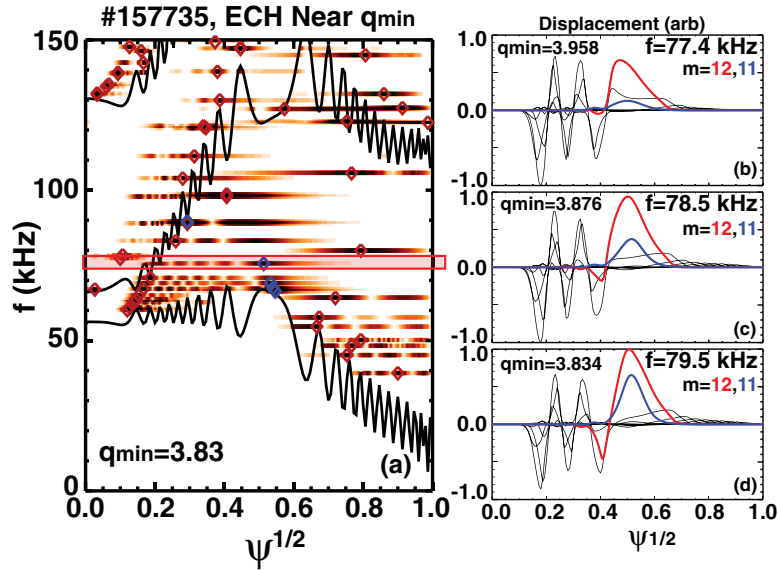 #157735, ECH Near qmin
150
100
50
0
f (kHz)
qmin=3.83
(a)
0.0 0.2 0.4 0.6 0.8 1.0
Ψ1/2
Displacement (arb)
1.0
0.0
-1.0
qmin=3.958
f=77.4 kHz
m=12,11
(b)
1.0
0.0
-1.0
qmin=3.876
f=78.5 kHz
m=12,11
(c)
1.0
0.0
-1.0
qmin=3.834
f=79.5 kHz
m=12,11
(d)
0.0 0.2 0.4 0.6 0.8 1.0
Ψ1/2